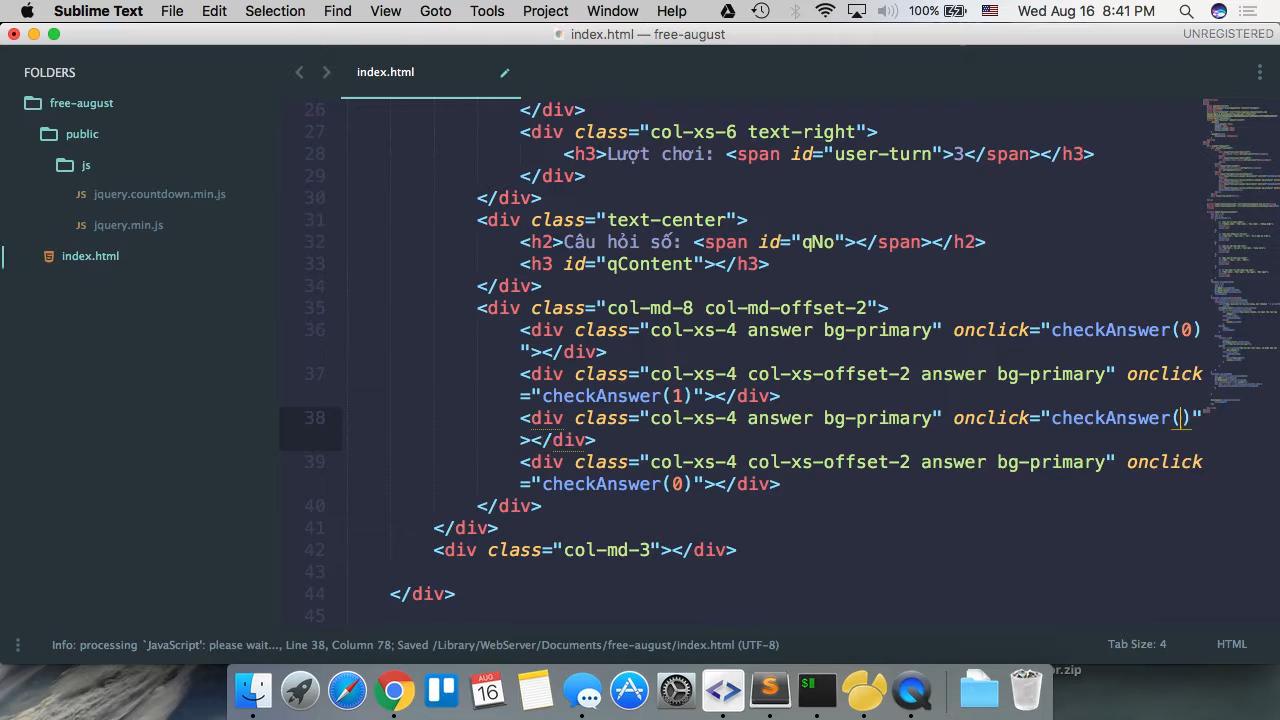 Sublime Text File Edit Selection Find View Goto Tools Project Window Help 100% Wed Aug 16 8:41 PM
index.html — free-august UNREGISTERED
FOLDERS
free-august
public
js
JS jquery.countdown.min.js
JS jquery.min.js
index.html
index.html
26 </div>
27 <div class="col-xs-6 text-right">
28 <h3>Lượt chơi: <span id="user-turn">3</span></h3>
29 </div>
30 </div>
31 <div class="text-center">
32 <h2>Câu hỏi số: <span id="qNo"></span></h2>
33 <h3 id="qContent"></h3>
34 </div>
35 <div class="col-md-8 col-md-offset-2">
36 <div class="col-xs-4 answer bg-primary" onclick="checkAnswer(0)
"></div>
37 <div class="col-xs-4 col-xs-offset-2 answer bg-primary" onclick
="checkAnswer(1)"></div>
38 <div class="col-xs-4 answer bg-primary" onclick="checkAnswer()"
></div>
39 <div class="col-xs-4 col-xs-offset-2 answer bg-primary" onclick
="checkAnswer(0)"></div>
40 </div>
41 </div>
42 <div class="col-md-3"></div>
43
44 </div>
45
Info: processing `JavaScript': please wait..., Line 38, Column 78; Saved /Library/WebServer/Documents/free-august/index.html (UTF-8) Tab Size: 4 HTML
or.zip
AUG
16